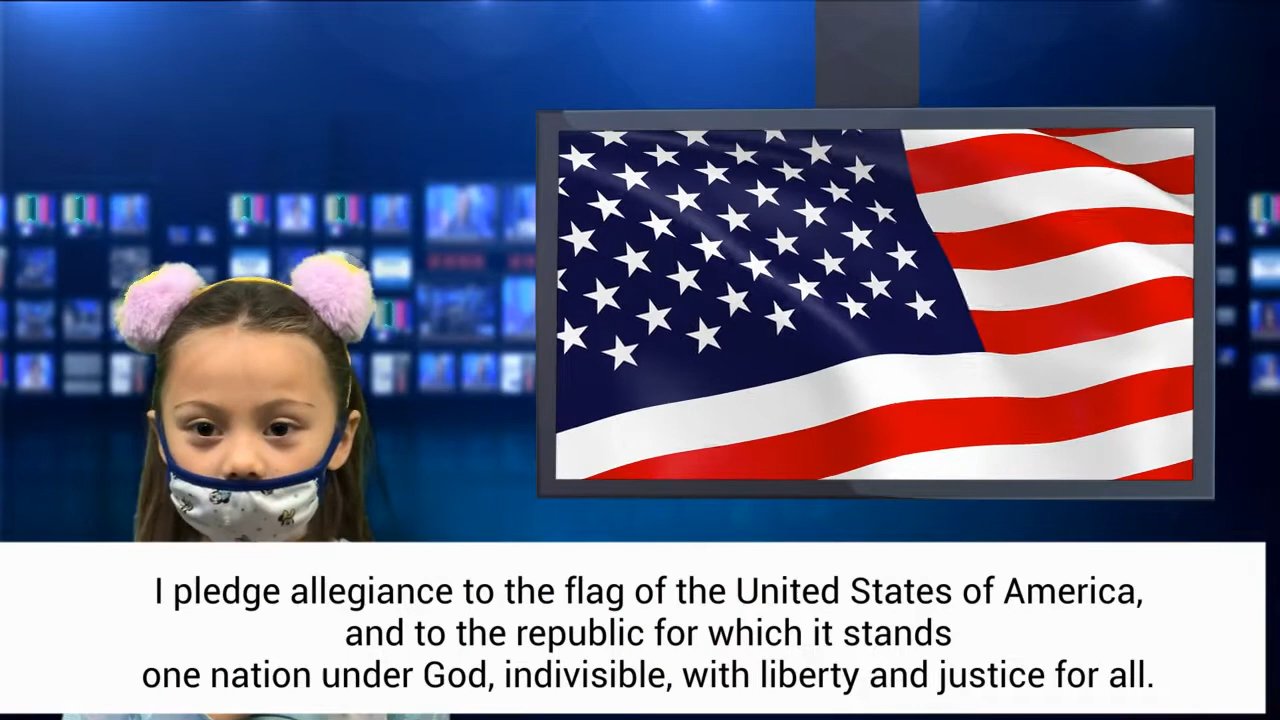 I pledge allegiance to the flag of the United States of America,
and to the republic for which it stands
one nation under God, indivisible, with liberty and justice for all.